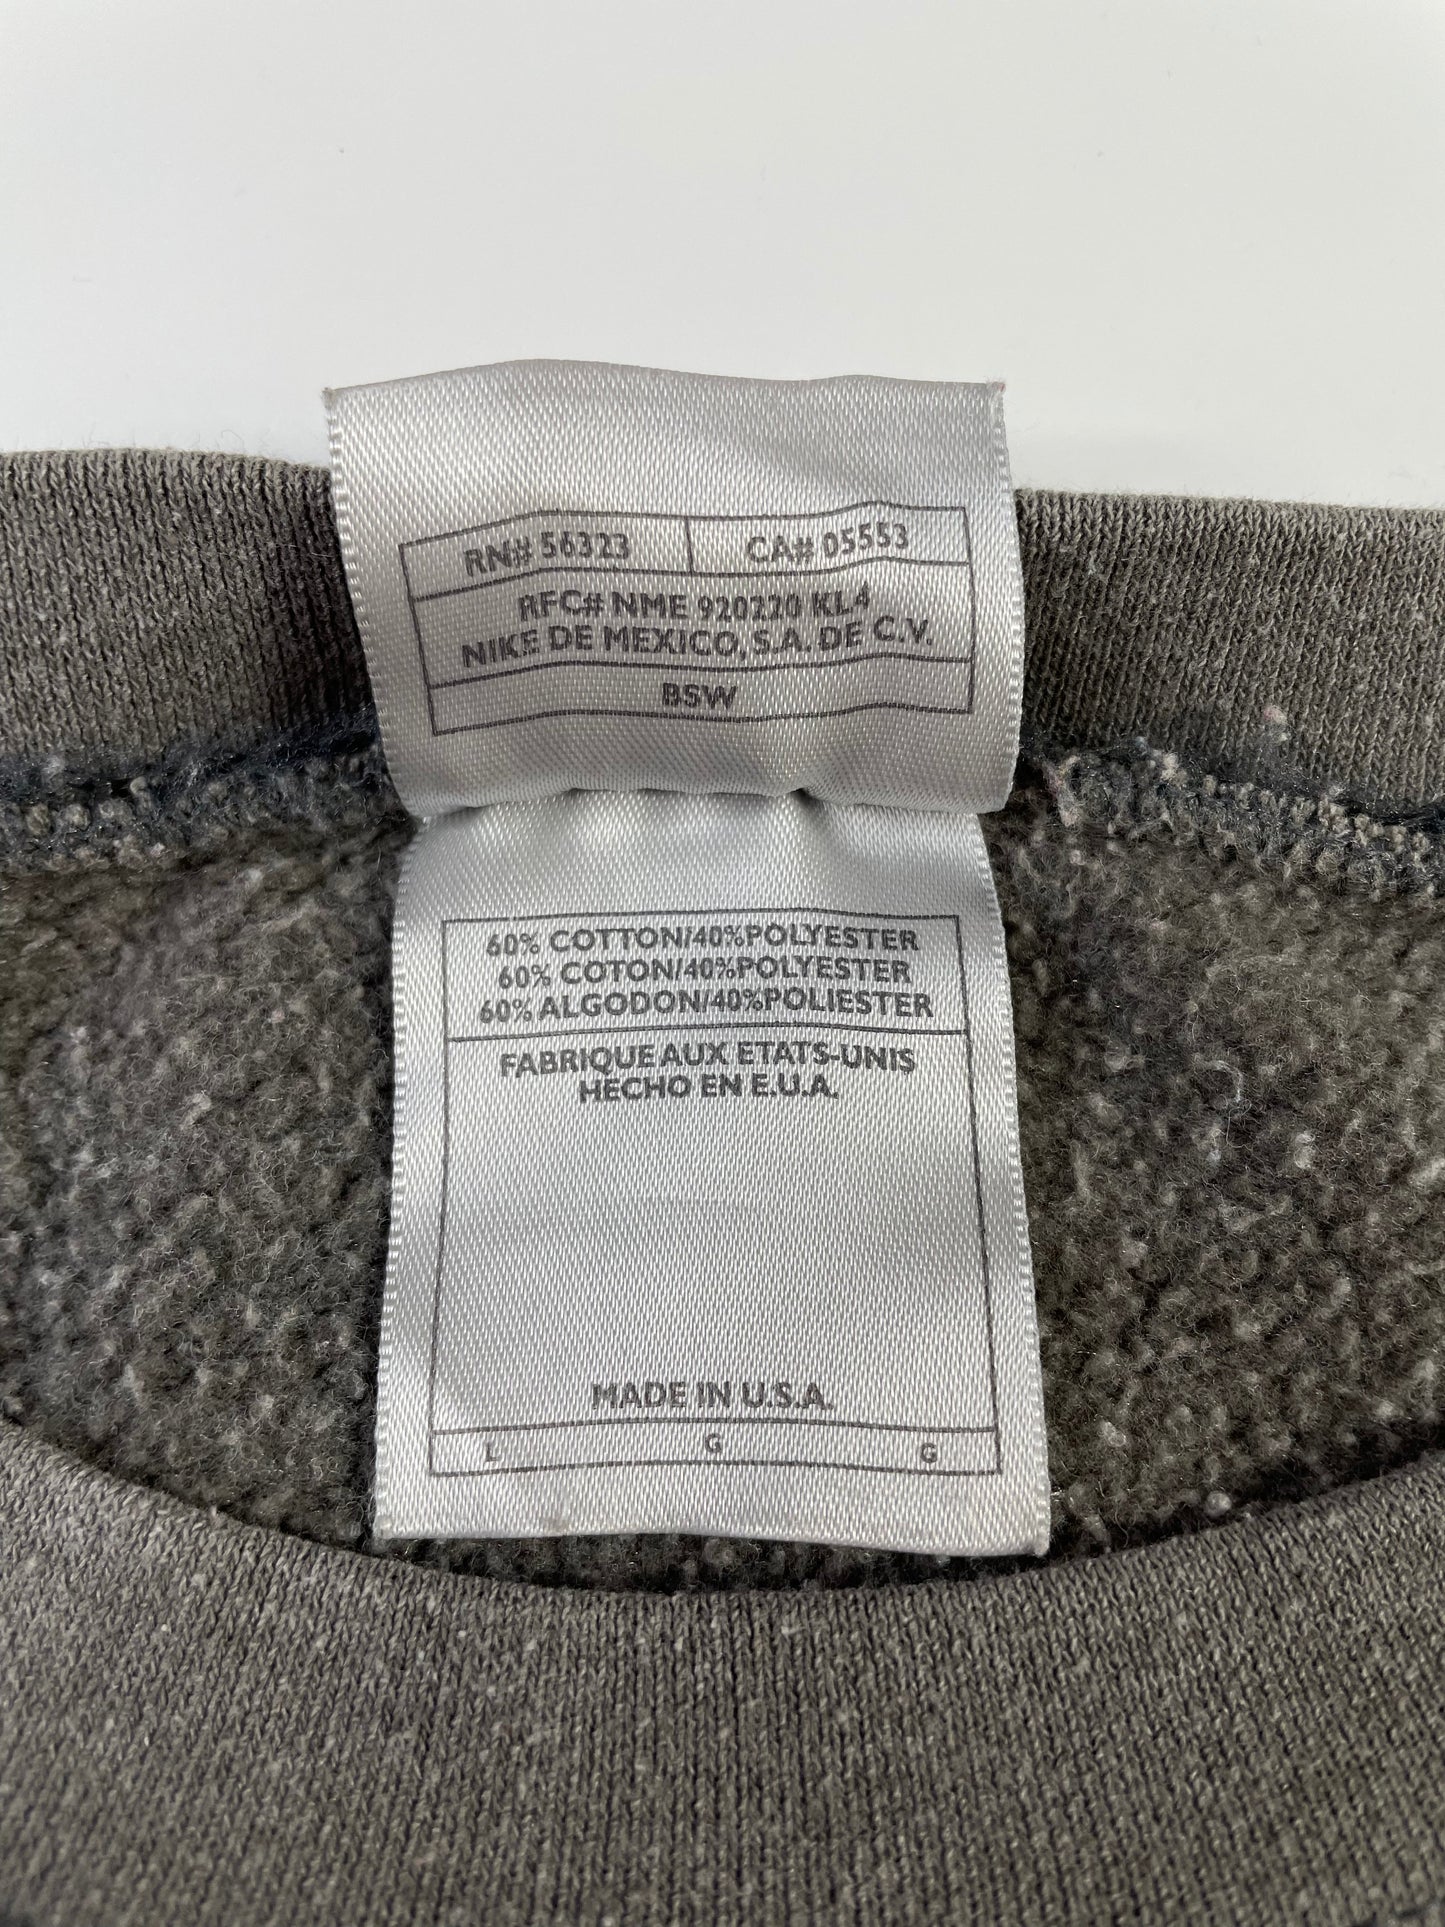 RN# 56323 CA# 05553
RFC# NME 920220 KL4
NIKE DE MEXICO, S.A. DE C.V.
BSW
60% COTTON/40%POLYESTER
60% COTON/40%POLYESTER
60% ALGODON/40%POLIESTER
FABRIQUE AUX ETATS-UNIS
HECHO EN E.U.A.
MADE IN U.S.A.
L G G